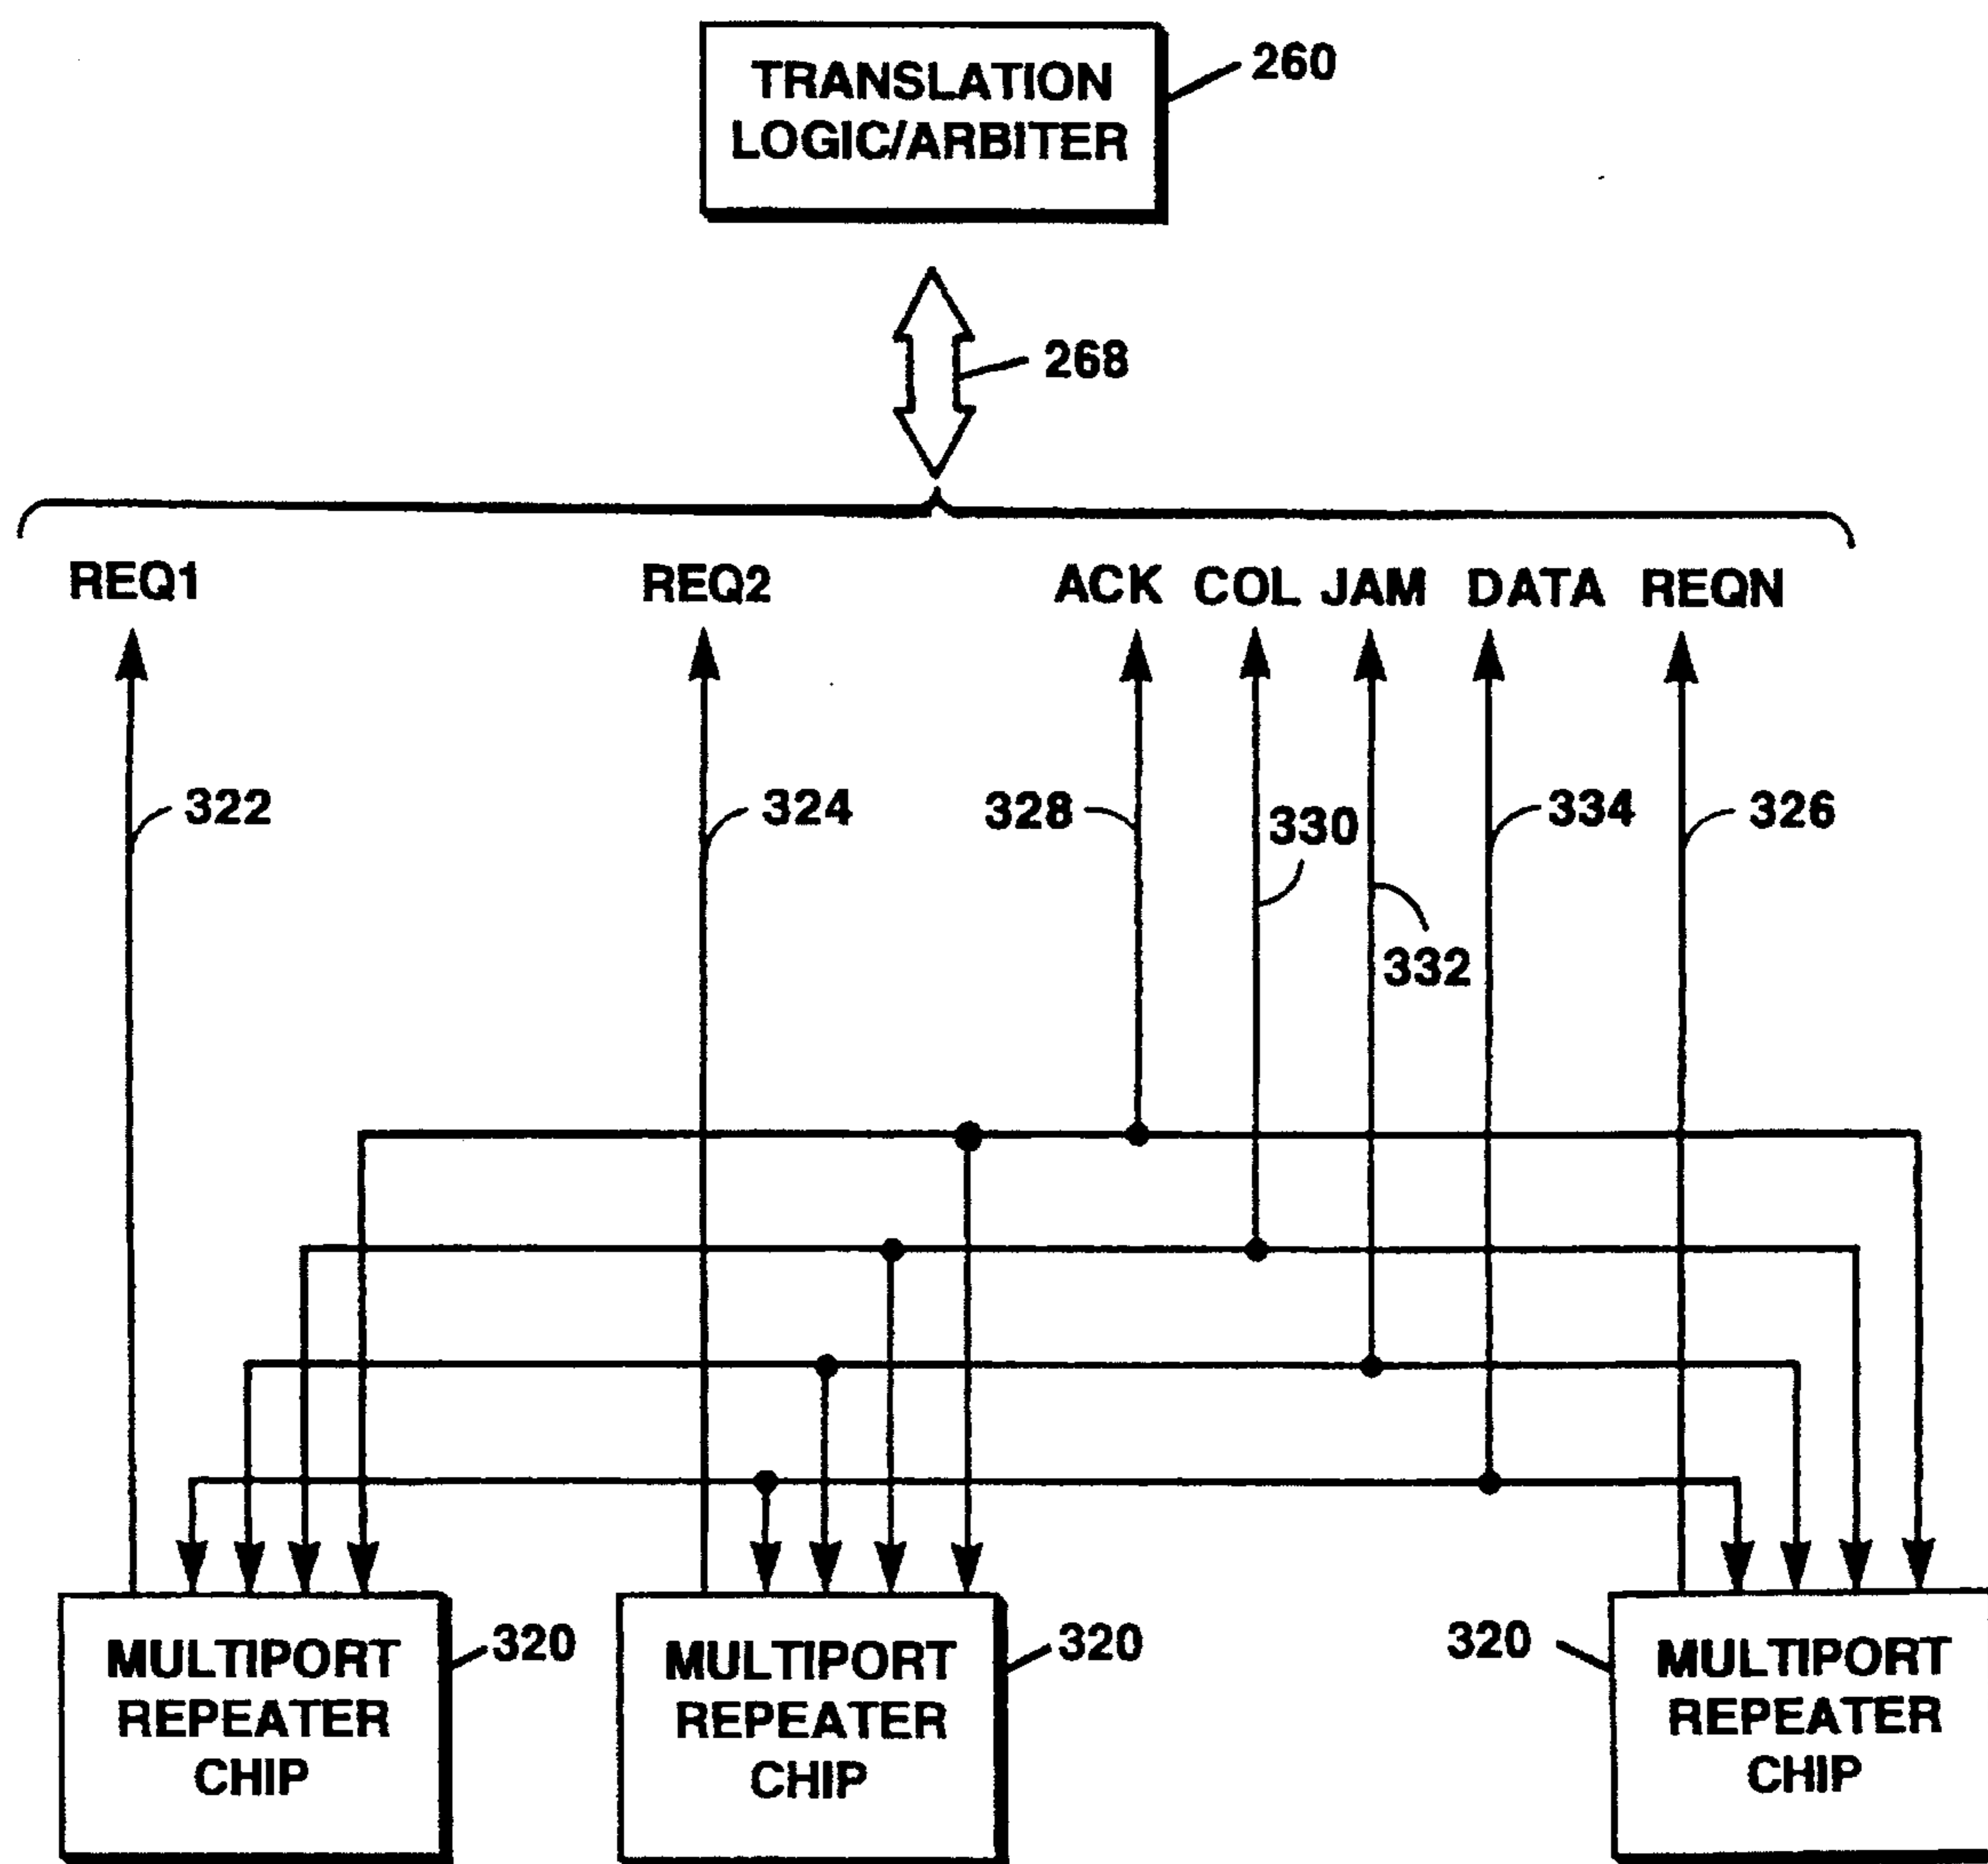 TRANSLATION
LOGIC/ARBITER
260
268
REQ1
REQ2
ACK
COL
JAM
DATA
REQN
322
324
328
330
332
334
326
MULTIPORT
REPEATER
CHIP
320
MULTIPORT
REPEATER
CHIP
320
320
MULTIPORT
REPEATER
CHIP